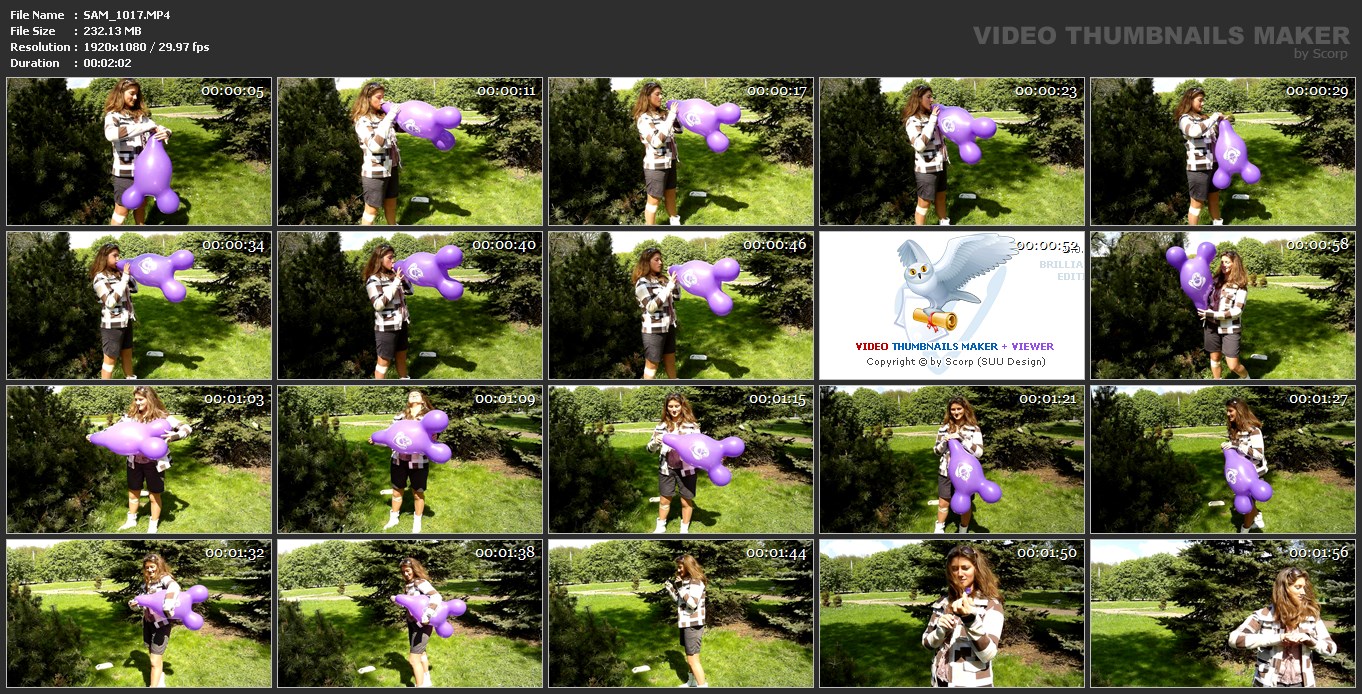 File Name : SAM_1017.MP4
File Size : 232.13 MB
Resolution : 1920x1080 / 29.97 fps
Duration : 00:02:02
VIDEO THUMBNAILS MAKER
by Scorp
00:00:05
00:00:11
00:00:17
00:00:23
00:00:29
00:00:34
00:00:40
00:00:46
00:00:52
BRILLIA
EDIT
VIDEO THUMBNAILS MAKER + VIEWER
Copyright © by Scorp (SUU Design)
00:00:58
00:01:03
00:01:09
00:01:15
00:01:21
00:01:27
00:01:32
00:01:38
00:01:44
00:01:50
00:01:56